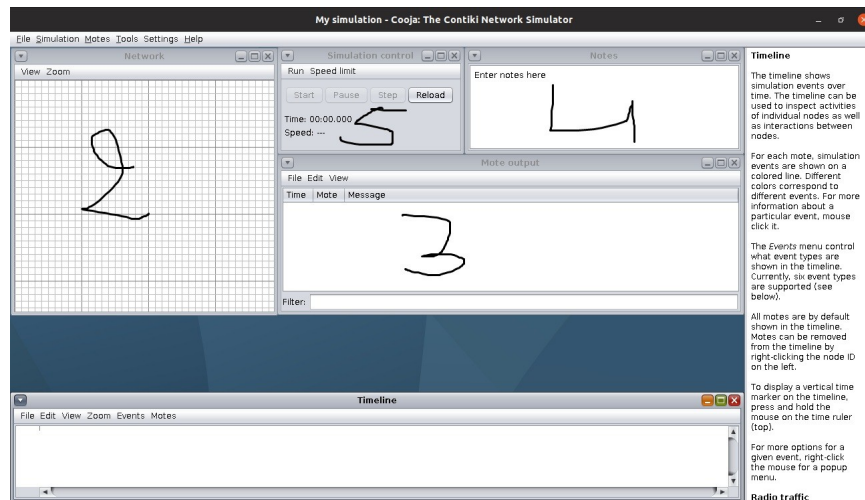 My simulation - Cooja: The Contiki Network Simulator
File Simulation Motes Tools Settings Help
Network
View Zoom
2
Simulation control
Run Speed limit
Start Pause Step Reload
Time: 00:00.000
Speed: ---
5
Notes
Enter notes here
4
Mote output
File Edit View
Time Mote Message
3
Filter:
Timeline
File Edit View Zoom Events Motes
Timeline
The timeline shows
simulation events over
time. The timeline can be
used to inspect activities
of individual nodes as well
as interactions between
nodes.
For each mote, simulation
events are shown on a
colored line. Different
colors correspond to
different events. For more
information about a
particular event, mouse
click it.
The Events menu control
what event types are
shown in the timeline.
Currently, six event types
are supported (see
below).
All motes are by default
shown in the timeline.
Motes can be removed
from the timeline by
right-clicking the node ID
on the left.
To display a vertical time
marker on the timeline,
press and hold the
mouse on the time ruler
(top).
For more options for a
given event, right-click
the mouse for a popup
menu.
Radio traffic